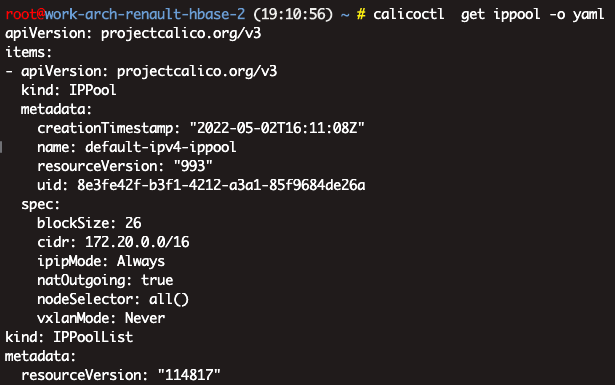 root@work-arch-renault-hbase-2 (19:10:56) ~ # calicoctl  get ippool -o yaml
apiVersion: projectcalico.org/v3
items:
- apiVersion: projectcalico.org/v3
  kind: IPPool
  metadata:
    creationTimestamp: "2022-05-02T16:11:08Z"
    name: default-ipv4-ippool
    resourceVersion: "993"
    uid: 8e3fe42f-b3f1-4212-a3a1-85f9684de26a
  spec:
    blockSize: 26
    cidr: 172.20.0.0/16
    ipipMode: Always
    natOutgoing: true
    nodeSelector: all()
    vxlanMode: Never
kind: IPPoolList
metadata:
  resourceVersion: "114817"